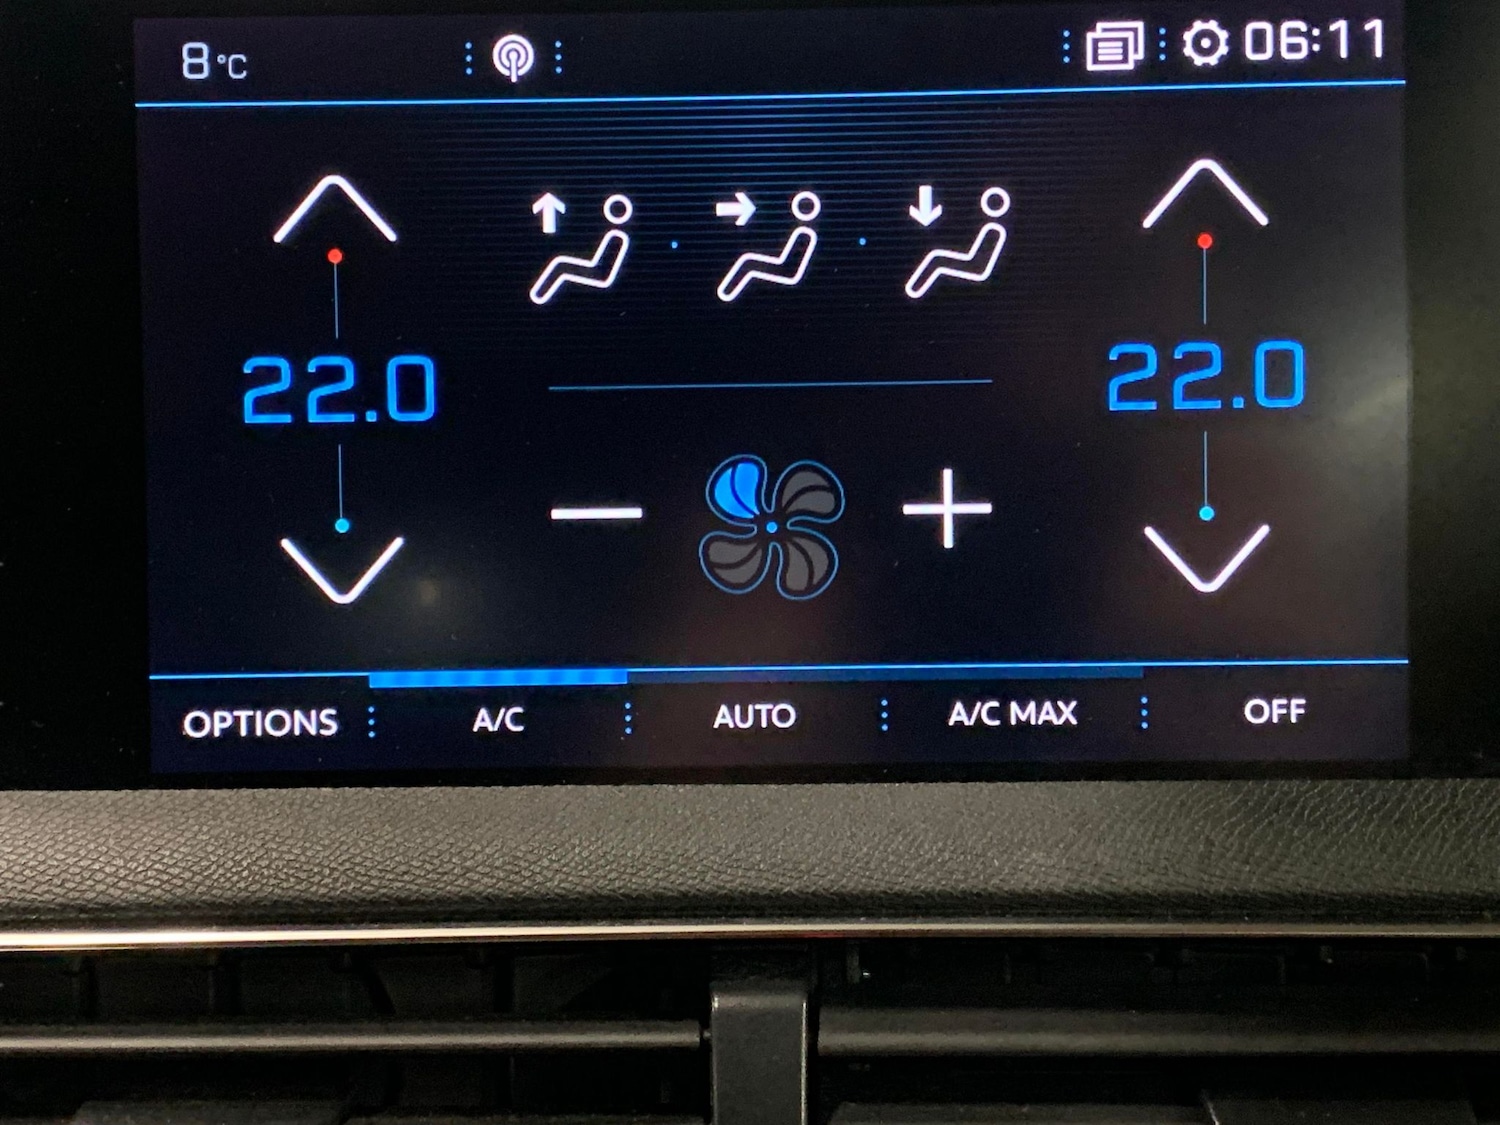 8°C 06:11
22.0 22.0
OPTIONS A/C AUTO A/C MAX OFF